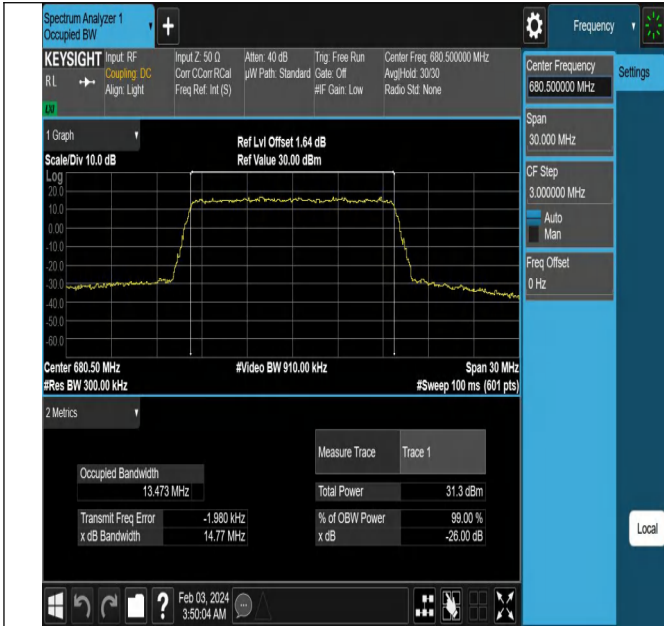 Spectrum Analyzer 1
Occupied BW
Frequency
KEYSIGHT
RL
LXI
Input: RF
Coupling: DC
Align: Light
Input Z: 50 Ω
Corr CCorr RCal
Freq Ref: Int (S)
Atten: 40 dB
µW Path: Standard
Trig: Free Run
Gate: Off
#IF Gain: Low
Center Freq: 680.500000 MHz
Avg|Hold: 30/30
Radio Std: None
Center Frequency
680.500000 MHz
Settings
Span
30.000 MHz
CF Step
3.000000 MHz
Auto
Man
Freq Offset
0 Hz
Local
1 Graph
Scale/Div 10.0 dB
Ref Lvl Offset 1.64 dB
Ref Value 30.00 dBm
Log
20.0
10.0
0.00
-10.0
-20.0
-30.0
-40.0
-50.0
-60.0
Center 680.50 MHz
#Video BW 910.00 kHz
Span 30 MHz
#Res BW 300.00 kHz
#Sweep 100 ms (601 pts)
2 Metrics
Measure Trace Trace 1
Occupied Bandwidth
13.473 MHz
Total Power 31.3 dBm
Transmit Freq Error -1.980 kHz
% of OBW Power 99.00 %
x dB Bandwidth 14.77 MHz
x dB -26.00 dB
?
Feb 03, 2024
3:50:04 AM